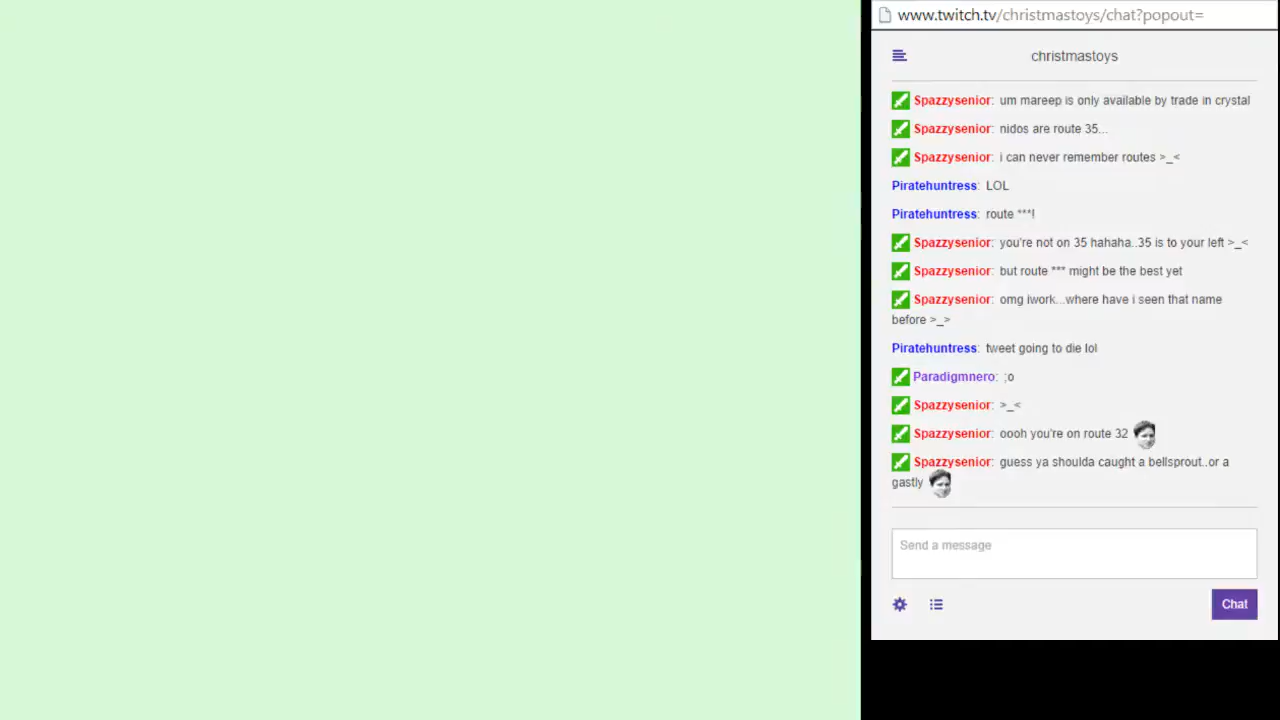 www.twitch.tv/christmastoys/chat?popout=
christmastoys
Spazzysenior: um mareep is only available by trade in crystal
Spazzysenior: nidos are route 35...
Spazzysenior: i can never remember routes >_<
Piratehuntress: LOL
Piratehuntress: route ***!
Spazzysenior: you're not on 35 hahaha..35 is to your left >_<
Spazzysenior: but route *** might be the best yet
Spazzysenior: omg iwork...where have i seen that name
before >_>
Piratehuntress: tweet going to die lol
Paradigmnero: ;o
Spazzysenior: >_<
Spazzysenior: oooh you're on route 32
Spazzysenior: guess ya shoulda caught a bellsprout..or a
gastly
Send a message
Chat